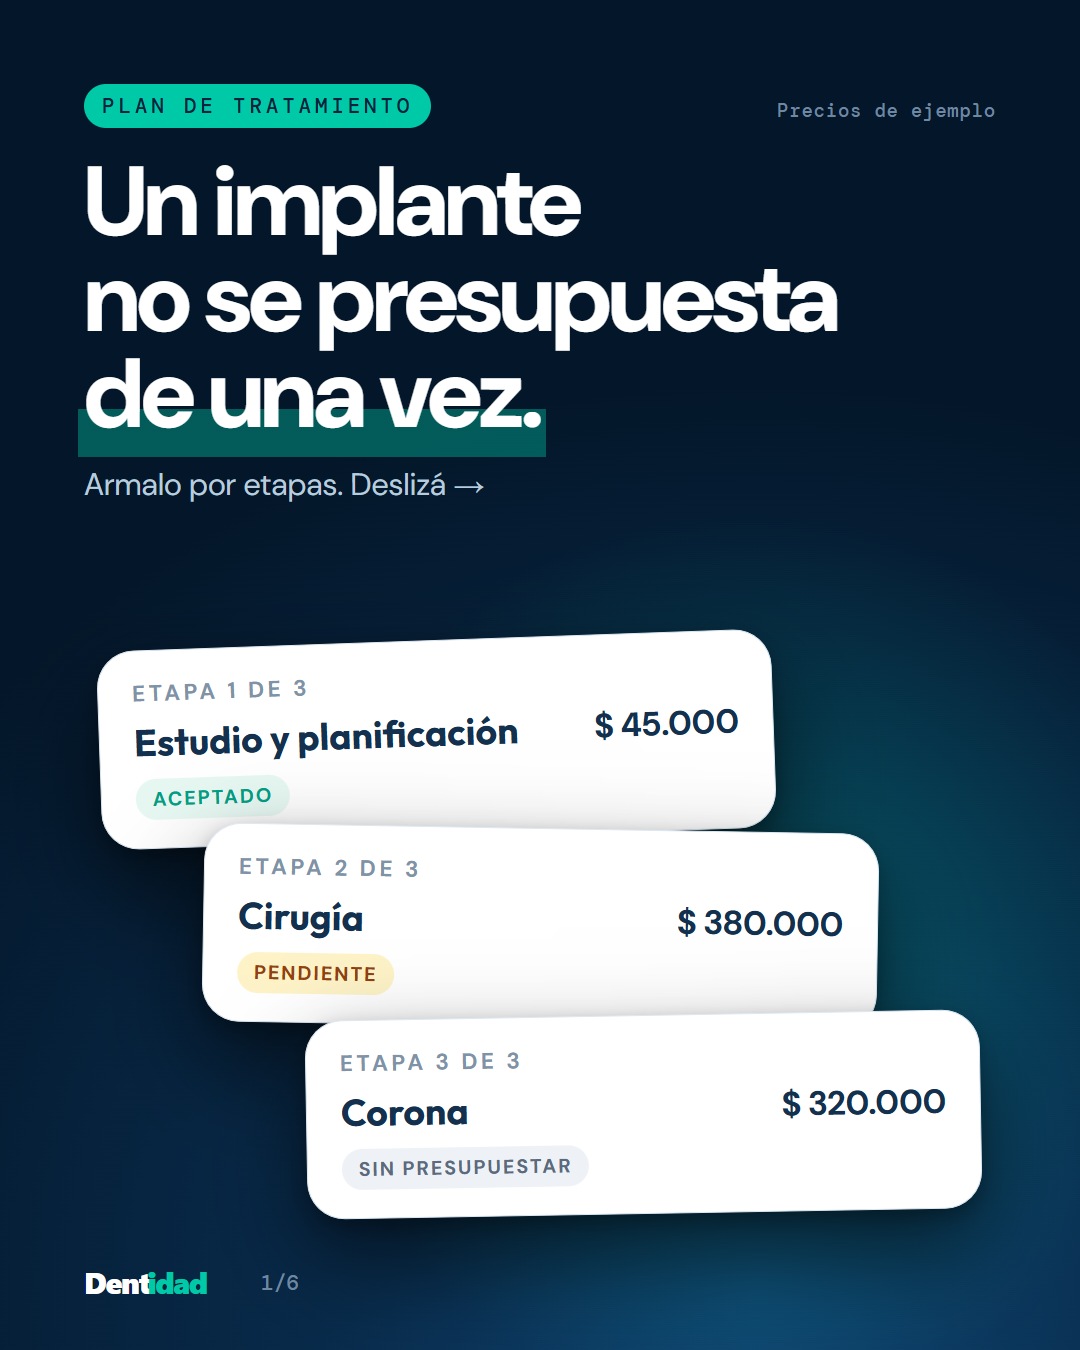 PLAN DE TRATAMIENTO
Precios de ejemplo
Un implante
no se presupuesta
de una vez.
Armalo por etapas. Deslizá →
ETAPA 1 DE 3
Estudio y planificación
$ 45.000
ACEPTADO
ETAPA 2 DE 3
Cirugía
$ 380.000
PENDIENTE
ETAPA 3 DE 3
Corona
$ 320.000
SIN PRESUPUESTAR
Dentidad
1/6